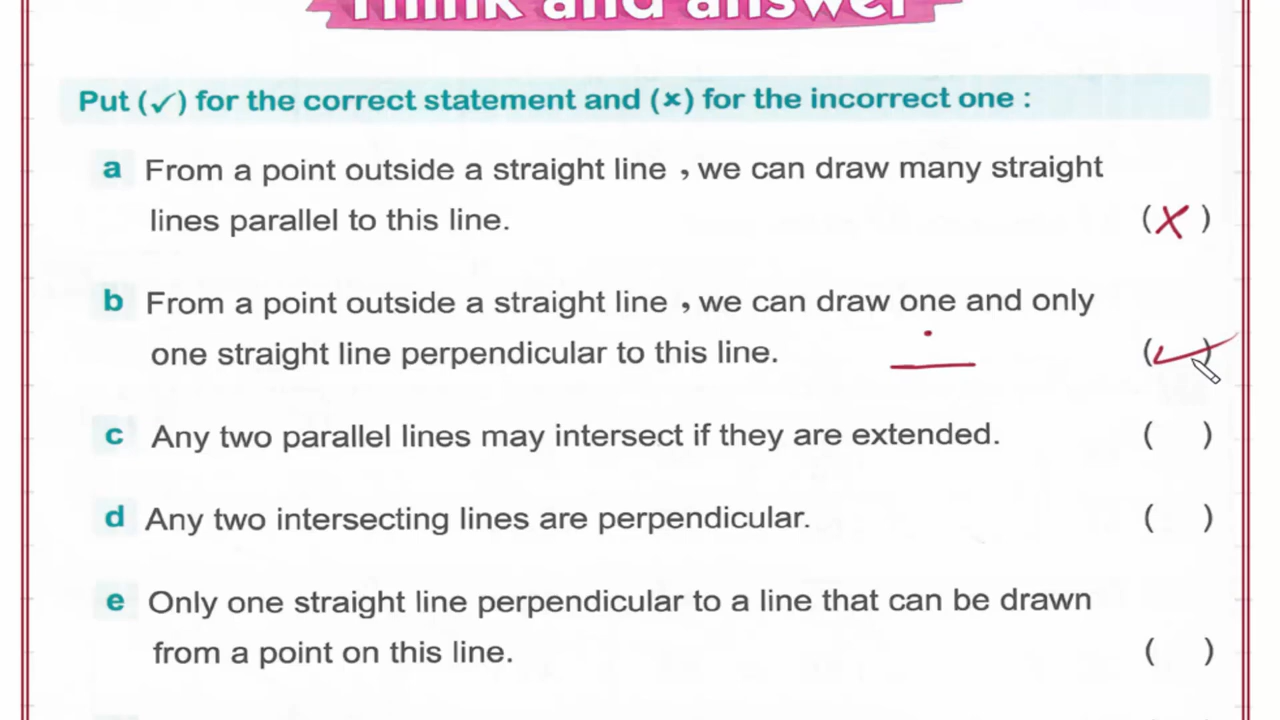 Think and answer
Put (✓) for the correct statement and (×) for the incorrect one :
a From a point outside a straight line , we can draw many straight
lines parallel to this line. (X)
b From a point outside a straight line , we can draw one and only
one straight line perpendicular to this line. (✓)
c Any two parallel lines may intersect if they are extended. ( )
d Any two intersecting lines are perpendicular. ( )
e Only one straight line perpendicular to a line that can be drawn
from a point on this line. ( )